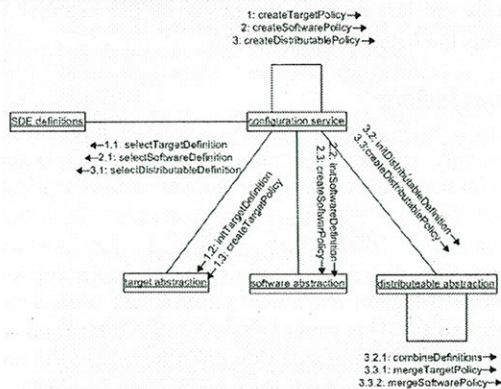 1: createTargetPolicy→
2: createSoftwarePolicy→
3: createDistributablePolicy→
SDE definitions
configuration service
←1.1: selectTargetDefinition
←2.1: selectSoftwareDefinition
←3.1: selectDistributableDefinition
1.2: initTargetDefinition
1.3: createTargetPolicy
2.2: initSoftwareDefinition
2.3: createSoftwarPolicy
3.2: initDistributableDefinition
3.3:createDistributablePolicy
target abstraction
software abstraction
distributeable abstraction
3.2.1: combineDefinitions→
3.3.1: mergeTargetPolicy→
3.3.2: mergeSoftwarePolicy→